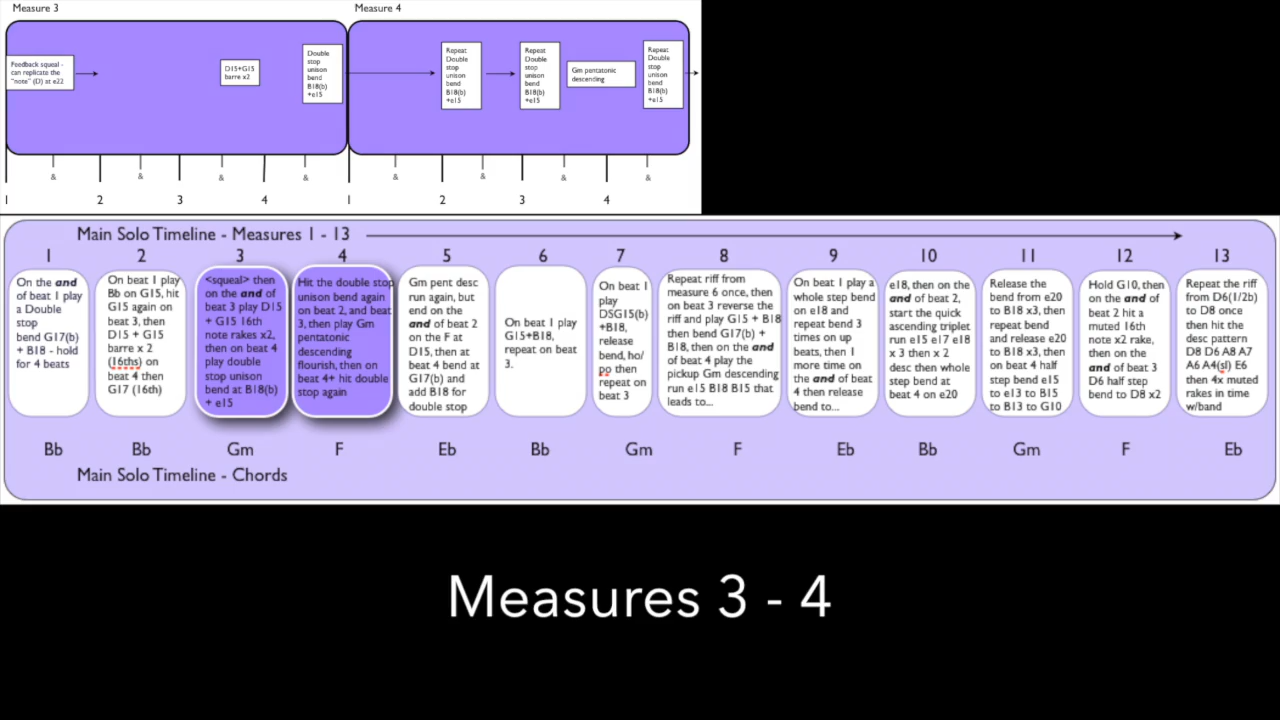 Measure 3
Measure 4
Feedback squeal -
can replicate the
"note" (D) at e22
D15+G15
barre x2
Double
stop
unison
bend
B18(b)
+e15
Repeat
Double
stop
unison
bend
B18(b)
+e15
Repeat
Double
stop
unison
bend
B18(b)
+e15
Gm pentatonic
descending
Repeat
Double
stop
unison
bend
B18(b)
+e15
& & & & & & & &
1 2 3 4 1 2 3 4
Main Solo Timeline - Measures 1 - 13
1 2 3 4 5 6 7 8 9 10 11 12 13
On the and
of beat 1 play
a Double
stop
bend G17(b)
+ B18 - hold
for 4 beats
On beat 1 play
Bb on G15, hit
G15 again on
beat 3, then
D15 + G15
barre x 2
(16ths) on
beat 4 then
G17 (16th)
<squeal> then
on the and of
beat 3 play D15
+ G15 16th
note rakes x2,
then on beat 4
play double
stop unison
bend at B18(b)
+ e15
Hit the double stop
unison bend again
on beat 2, and beat
3, then play Gm
pentatonic
descending
flourish, then on
beat 4+ hit double
stop again
Gm pent desc
run again, but
end on the
and of beat 2
on the F at
D15, then at
beat 4 bend at
G17(b) and
add B18 for
double stop
On beat 1 play
G15+B18,
repeat on beat
3.
On beat 1
play
DSG15(b)
+B18,
release
bend, ho/
po then
repeat on
beat 3
Repeat riff from
measure 6 once, then
on beat 3 reverse the
riff and play G15 + B18
then bend G17(b) +
B18, then on the and
of beat 4 play the
pickup Gm descending
run e15 B18 B15 that
leads to...
On beat 1 play a
whole step bend
on e18 and
repeat bend 3
times on up
beats, then 1
more time on
the and of beat
4 then release
bend to...
e18, then on the
and of beat 2,
start the quick
ascending triplet
run e15 e17 e18
x 3 then x 2
desc then whole
step bend at
beat 4 on e20
Release the
bend from e20
to B18 x3, then
repeat bend
and release e20
to B18 x3, then
on beat 4 half
step bend e15
to e13 to B15
to B13 to G10
Hold G10, then
on the and of
beat 2 hit a
muted 16th
note x2 rake,
then on the
and of beat 3
D6 half step
bend to D8 x2
Repeat the riff
from D6(1/2b)
to D8 once
then hit the
desc pattern
D8 D6 A8 A7
A6 A4(sl) E6
then 4x muted
rakes in time
w/band
Bb Bb Gm F Eb Bb Gm F Eb Bb Gm F Eb
Main Solo Timeline - Chords
Measures 3 - 4